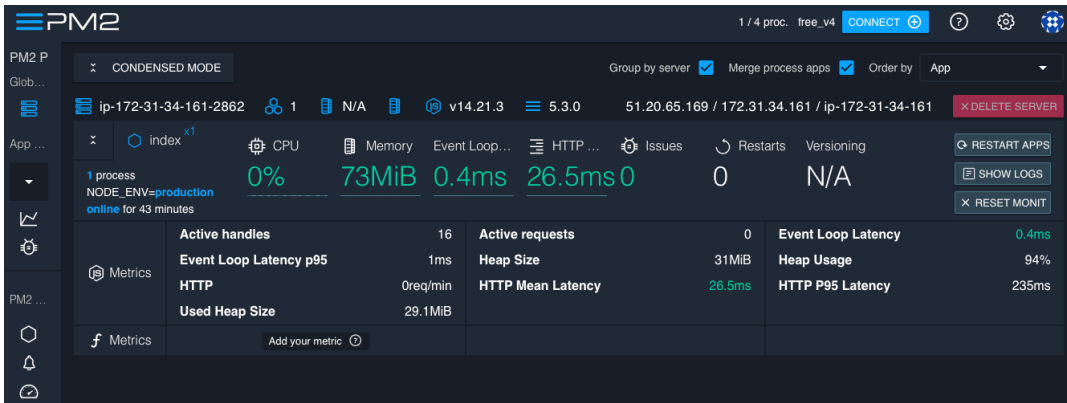 PM2
1 / 4 proc. free_v4 CONNECT
PM2 P
Glob...
App ...
PM2 ...
CONDENSED MODE
Group by server Merge process apps Order by App
ip-172-31-34-161-2862 1 N/A v14.21.3 5.3.0 51.20.65.169 / 172.31.34.161 / ip-172-31-34-161 × DELETE SERVER
index x1
1 process
NODE_ENV=production
online for 43 minutes
CPU
0%
Memory
73MiB
Event Loop...
0.4ms
HTTP ...
26.5ms
Issues
0
Restarts
0
Versioning
N/A
RESTART APPS
SHOW LOGS
× RESET MONIT
JS Metrics
Active handles 16
Event Loop Latency p95 1ms
HTTP 0req/min
Used Heap Size 29.1MiB
Active requests 0
Heap Size 31MiB
HTTP Mean Latency 26.5ms
Event Loop Latency 0.4ms
Heap Usage 94%
HTTP P95 Latency 235ms
f Metrics
Add your metric